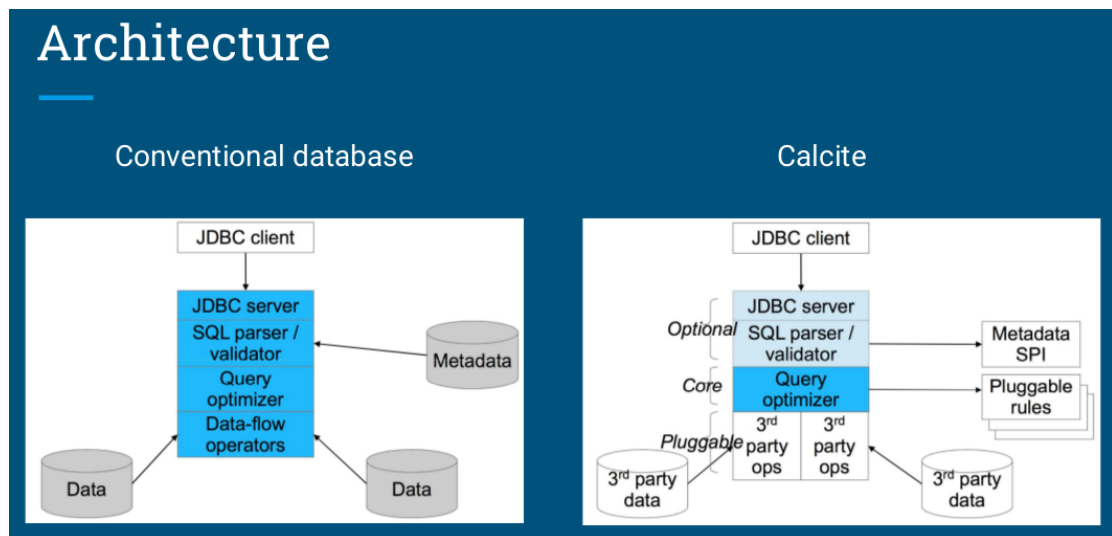 Architecture
Conventional database
Calcite
JDBC client
JDBC server
SQL parser /
validator
Query
optimizer
Data-flow
operators
Metadata
Data
Data
JDBC client
JDBC server
SQL parser /
validator
Query
optimizer
3rd
party
ops
3rd
party
ops
Optional
Core
Pluggable
Metadata
SPI
Pluggable
rules
3rd party
data
3rd party
data